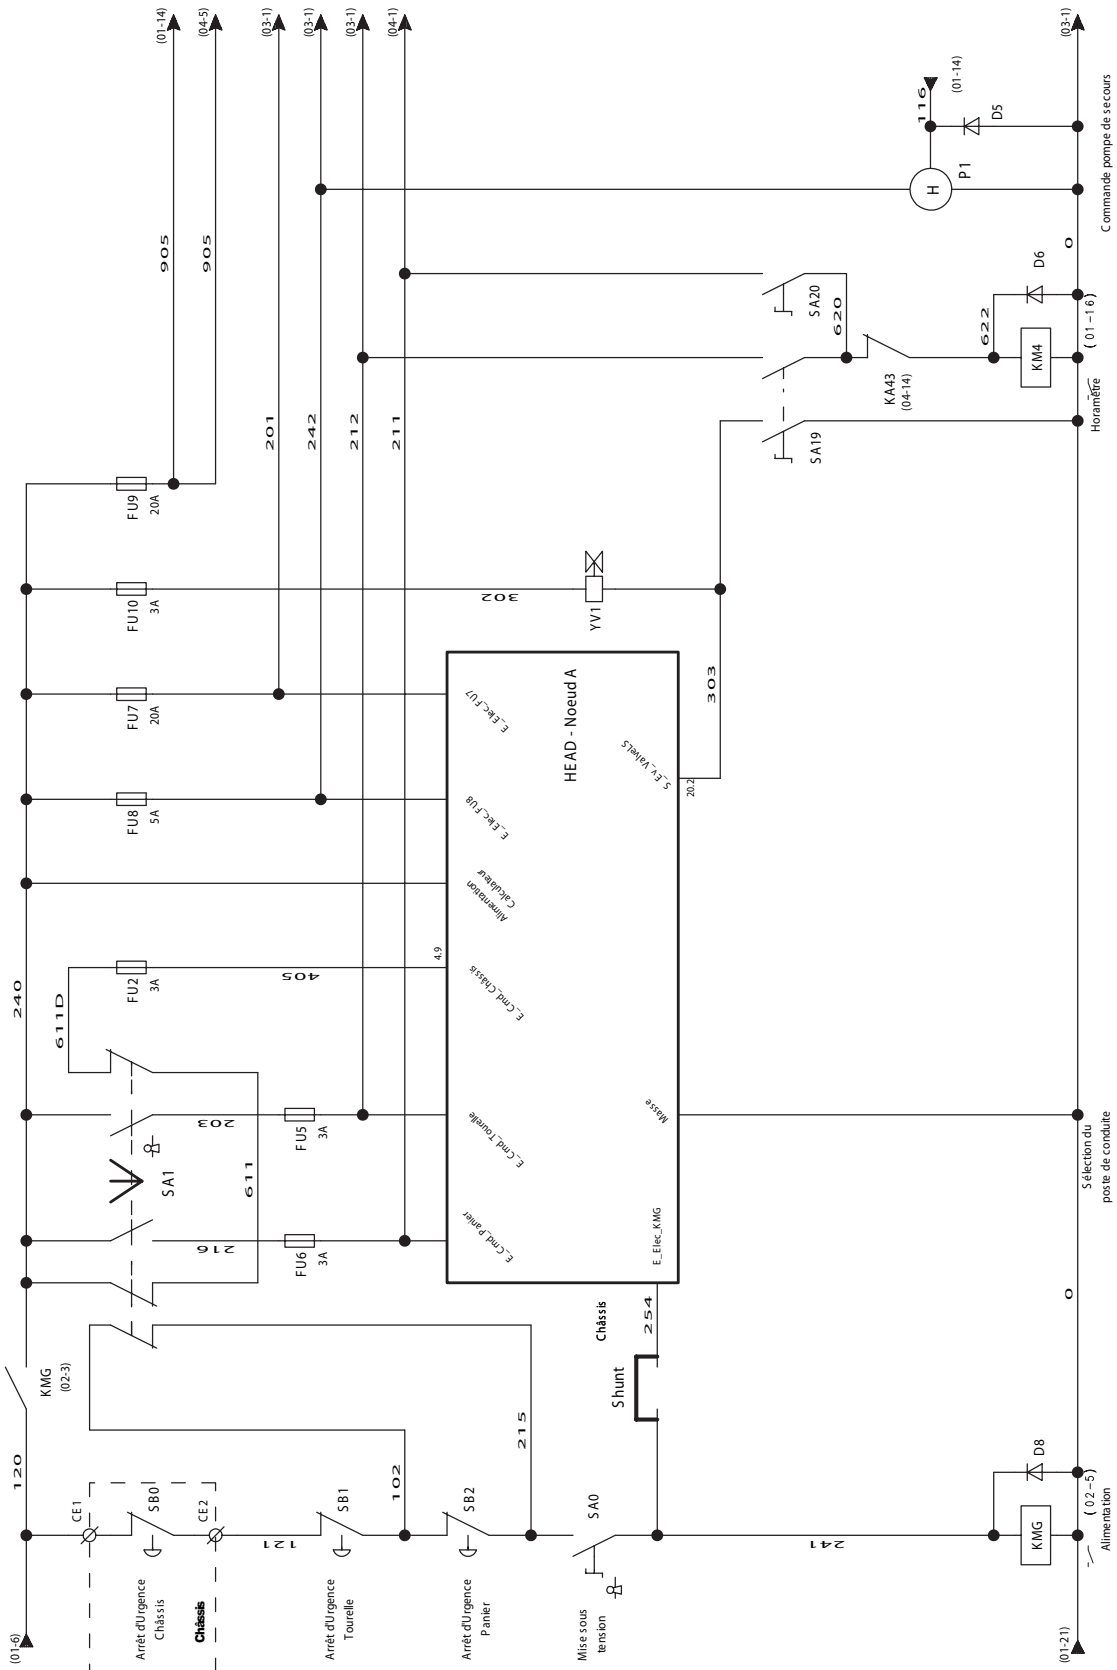 (01-6)
120
KMG
(02-3)
240
CE1
SB0
CE2
Arrêt d'Urgence
Châssis
Châssis
121
SB1
Arrêt d'Urgence
Tourelle
102
SB2
Arrêt d'Urgence
Panier
215
SA0
Mise sous
tension
241
KMG
D8
(02-5)
Alimentation
(01-21)
0
Shunt
254
Châssis
SA1
216
203
611
611D
FU6
3A
FU5
3A
FU2
3A
405
4.9
FU8
5A
FU7
20A
FU10
3A
FU9
20A
302
YV1
303
20.2
HEAD - Noeud A
E_Cmd_Panier
E_Cmd_Tourelle
E_Cmd_Châssis
Alimentation
Calculateur
E_Elec_FU8
E_Elec_FU7
S_Ev_ValveLS
Masse
E_Elec_KMG
Sélection du
poste de conduite
905
905
201
242
212
211
(01-14)
(04-5)
(03-1)
(03-1)
(03-1)
(04-1)
SA19
SA20
620
KA43
(04-14)
622
KM4
D6
(01-16)
Horamètre
0
H
P1
116
(01-14)
D5
Commande pompe de secours
(03-1)